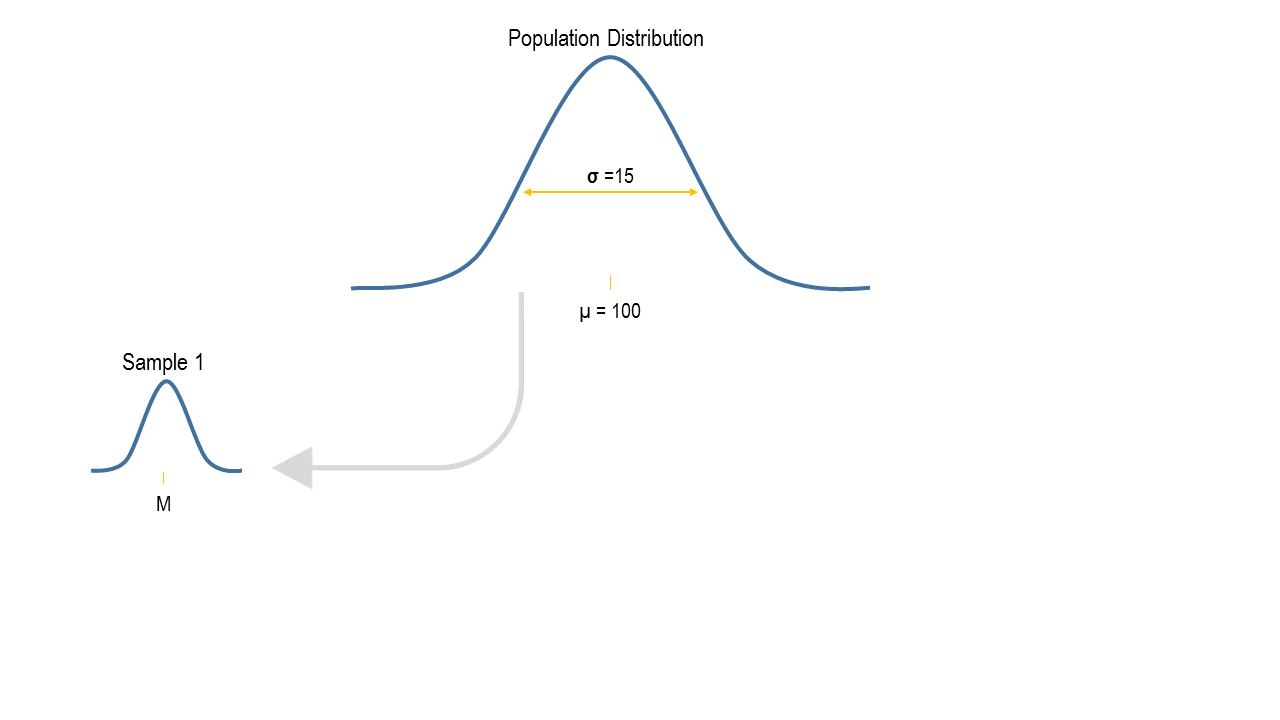 Population Distribution
σ =15
μ = 100
Sample 1
M